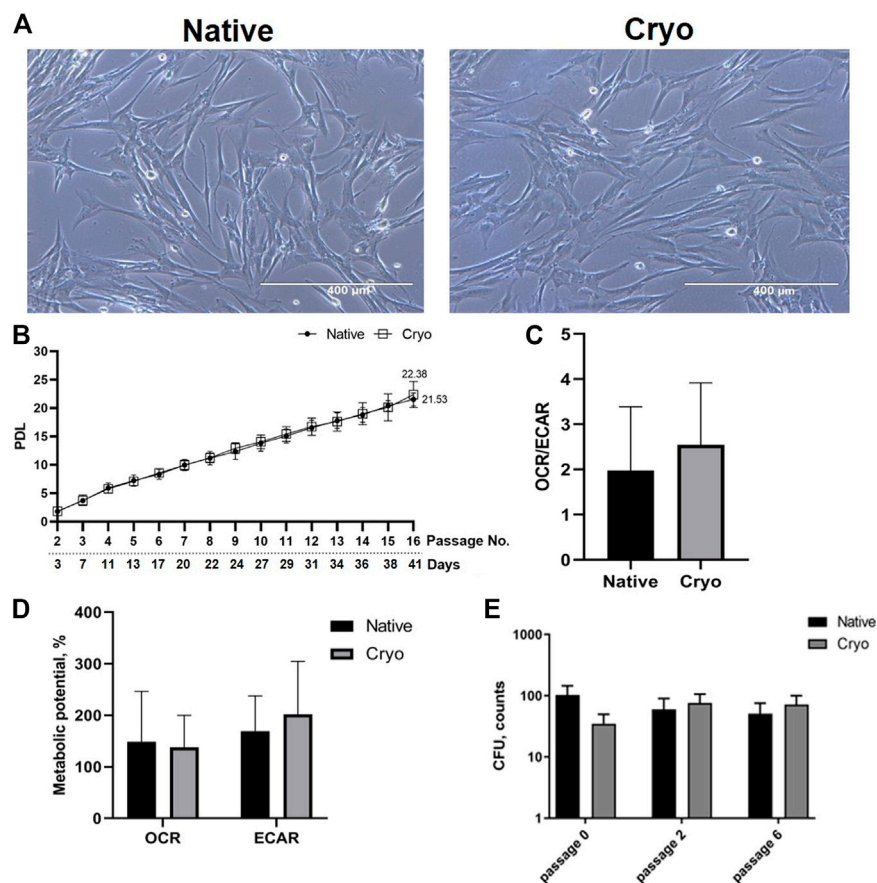 A
Native
Cryo
400 µm
400 µm
B
Native
Cryo
30
25
20
15
10
5
0
PDL
22.38
21.53
2 3 4 5 6 7 8 9 10 11 12 13 14 15 16 Passage No.
3 7 11 13 17 20 22 24 27 29 31 34 36 38 41 Days
C
5
4
3
2
1
0
OCR/ECAR
Native Cryo
D
400
300
200
100
0
Metabolic potential, %
Native
Cryo
OCR ECAR
E
1000
100
10
1
CFU, counts
Native
Cryo
passage 0 passage 2 passage 6